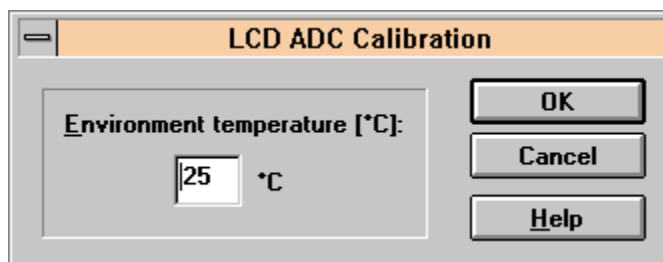 LCD ADC Calibration
Environment temperature [°C]:
25 °C
OK
Cancel
Help